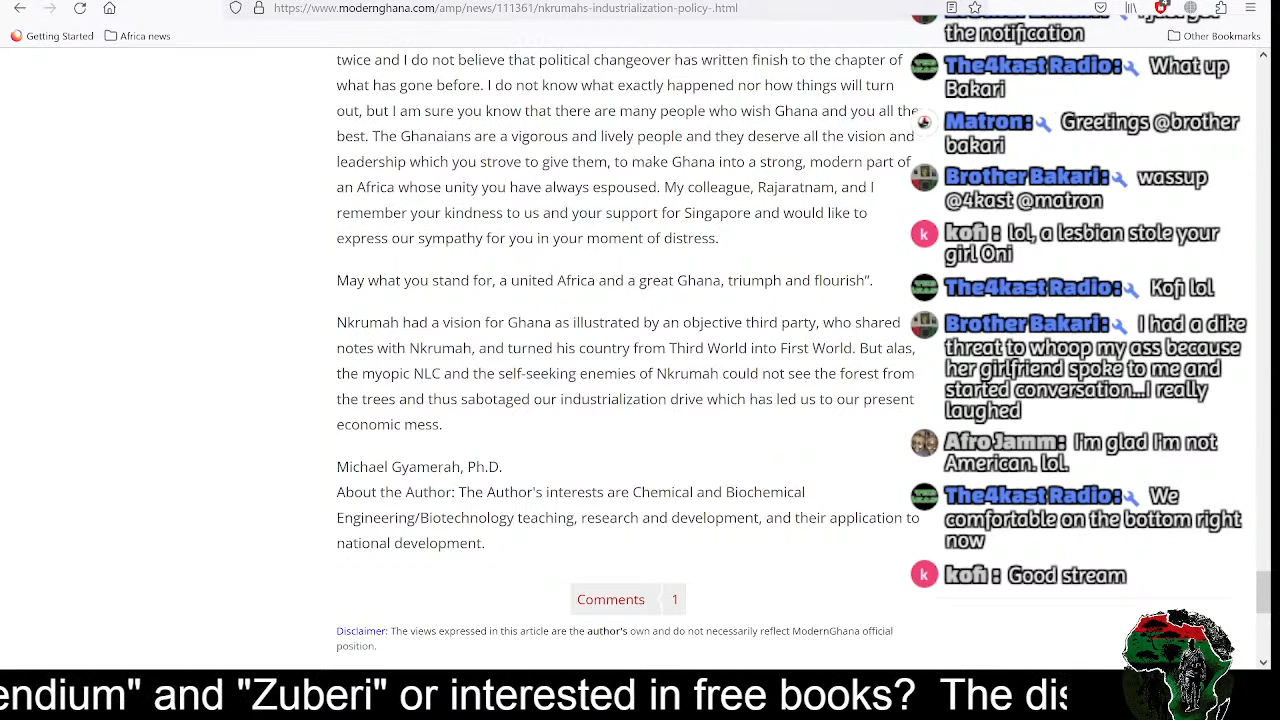 https://www.modernghana.com/amp/news/111361/nkrumahs-industrialization-policy-.html
4
Getting Started
Africa news
Other Bookmarks
twice and I do not believe that political changeover has written finish to the chapter of
what has gone before. I do not know what exactly happened nor how things will turn
out, but I am sure you know that there are many people who wish Ghana and you all the
best. The Ghanaians are a vigorous and lively people and they deserve all the vision and
leadership which you strove to give them, to make Ghana into a strong, modern part of
an Africa whose unity you have always espoused. My colleague, Rajaratnam, and I
remember your kindness to us and your support for Singapore and would like to
express our sympathy for you in your moment of distress.
May what you stand for, a united Africa and a great Ghana, triumph and flourish”.
Nkrumah had a vision for Ghana as illustrated by an objective third party, who shared
notes with Nkrumah, and turned his country from Third World into First World. But alas,
the myopic NLC and the self-seeking enemies of Nkrumah could not see the forest from
the trees and thus sabotaged our industrialization drive which has led us to our present
economic mess.
Michael Gyamerah, Ph.D.
About the Author: The Author's interests are Chemical and Biochemical
Engineering/Biotechnology teaching, research and development, and their application to
national development.
Comments 1
Disclaimer: The views expressed in this article are the author's own and do not necessarily reflect ModernGhana official
position.
the notification
The4kast Radio: What up
Bakari
Matron: Greetings @brother
bakari
Brother Bakari: wassup
@4kast @matron
k
kofi : lol, a lesbian stole your
girl Oni
The4kast Radio: Kofi lol
Brother Bakari: I had a dike
threat to whoop my ass because
her girlfriend spoke to me and
started conversation...I really
laughed
AfroJamm: I'm glad I'm not
American. lol.
The4kast Radio: We
comfortable on the bottom right
now
k
kofi : Good stream
endium" and "Zuberi" or interested in free books? The dis